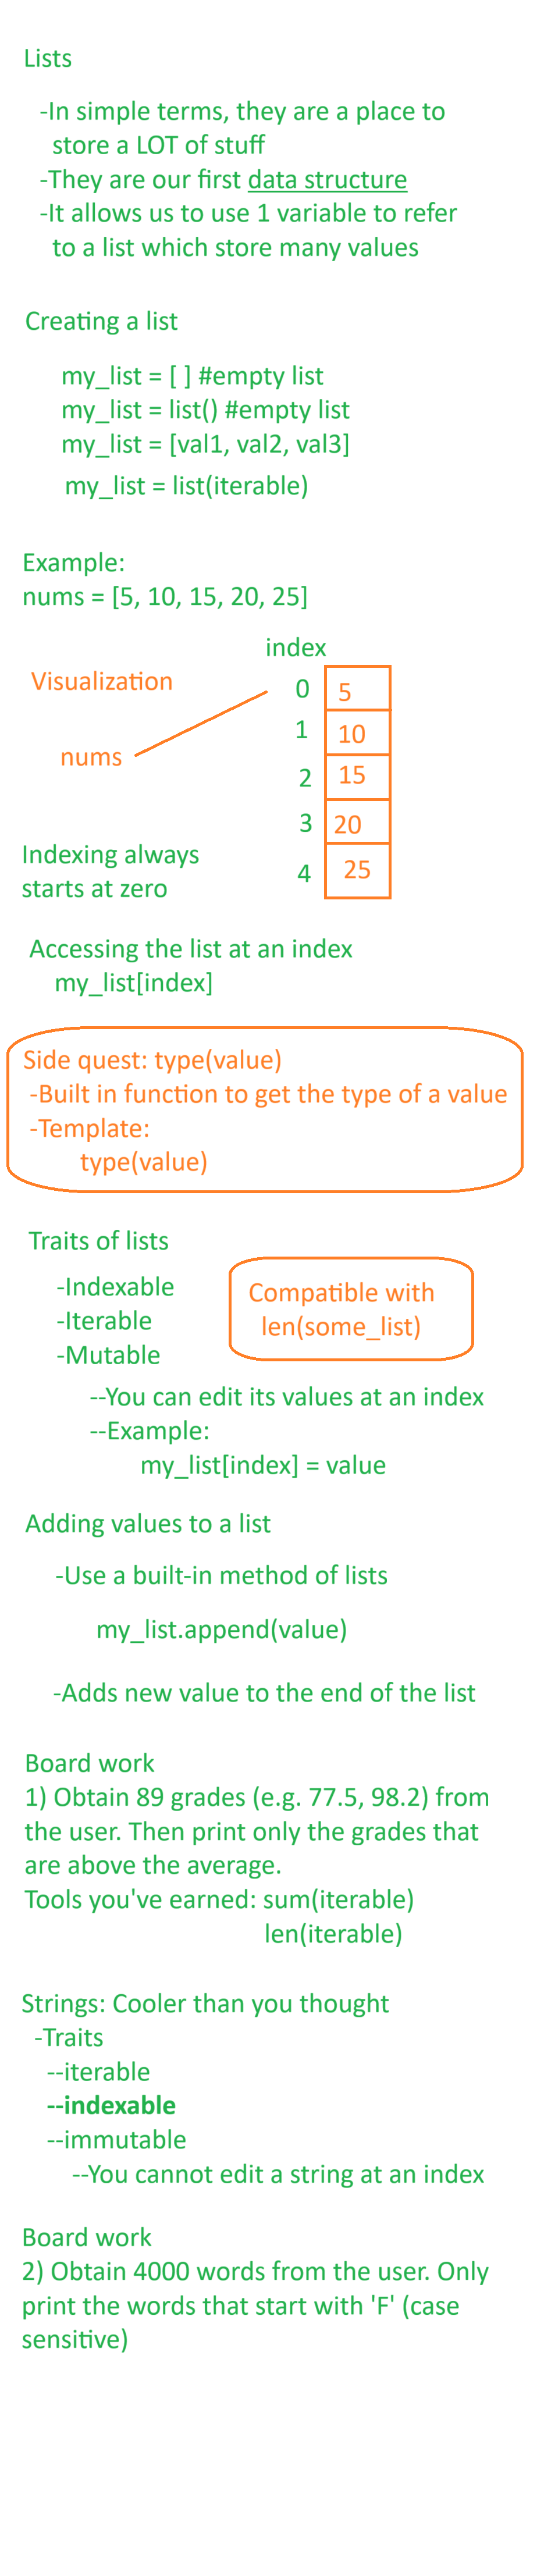 Lists
-In simple terms, they are a place to
store a LOT of stuff
-They are our first data structure
-It allows us to use 1 variable to refer
to a list which store many values
Creating a list
my_list = [ ] #empty list
my_list = list() #empty list
my_list = [val1, val2, val3]
my_list = list(iterable)
Example:
nums = [5, 10, 15, 20, 25]
index
Visualization
0 5
1 10
nums
2 15
3 20
4 25
Indexing always
starts at zero
Accessing the list at an index
my_list[index]
Side quest: type(value)
-Built in function to get the type of a value
-Template:
type(value)
Traits of lists
-Indexable
-Iterable
-Mutable
Compatible with
len(some_list)
--You can edit its values at an index
--Example:
my_list[index] = value
Adding values to a list
-Use a built-in method of lists
my_list.append(value)
-Adds new value to the end of the list
Board work
1) Obtain 89 grades (e.g. 77.5, 98.2) from
the user. Then print only the grades that
are above the average.
Tools you've earned: sum(iterable)
len(iterable)
Strings: Cooler than you thought
-Traits
--iterable
--indexable
--immutable
--You cannot edit a string at an index
Board work
2) Obtain 4000 words from the user. Only
print the words that start with 'F' (case
sensitive)